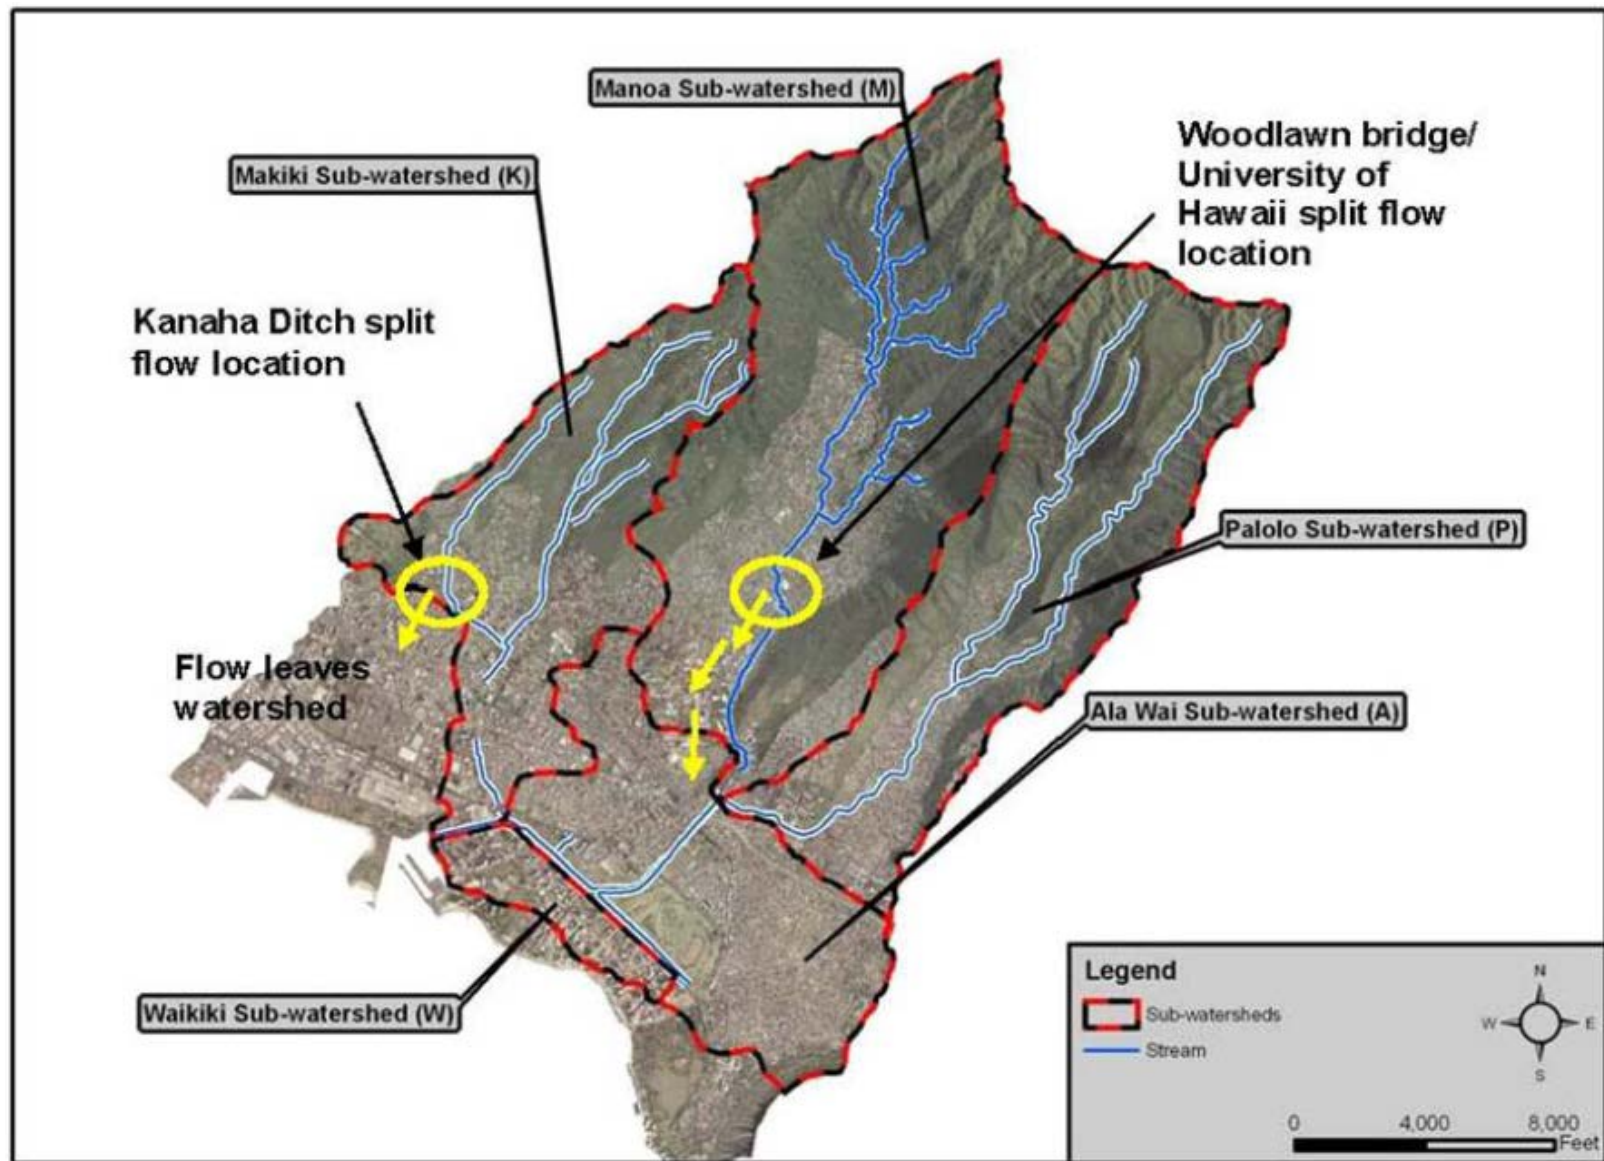 Manoa Sub-watershed (M)
Woodlawn bridge/
University of
Hawaii split flow
location
Makiki Sub-watershed (K)
Kanaha Ditch split
flow location
Palolo Sub-watershed (P)
Flow leaves
watershed
Ala Wai Sub-watershed (A)
Waikiki Sub-watershed (W)
Legend
Sub-watersheds
Stream
N
W
E
S
0 4,000 8,000
Feet